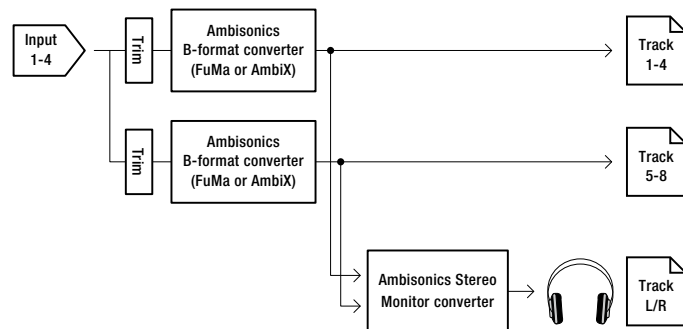 Input
1-4
Trim
Ambisonics
B-format converter
(FuMa or AmbiX)
Track
1-4
Trim
Ambisonics
B-format converter
(FuMa or AmbiX)
Track
5-8
Ambisonics Stereo
Monitor converter
Track
L/R